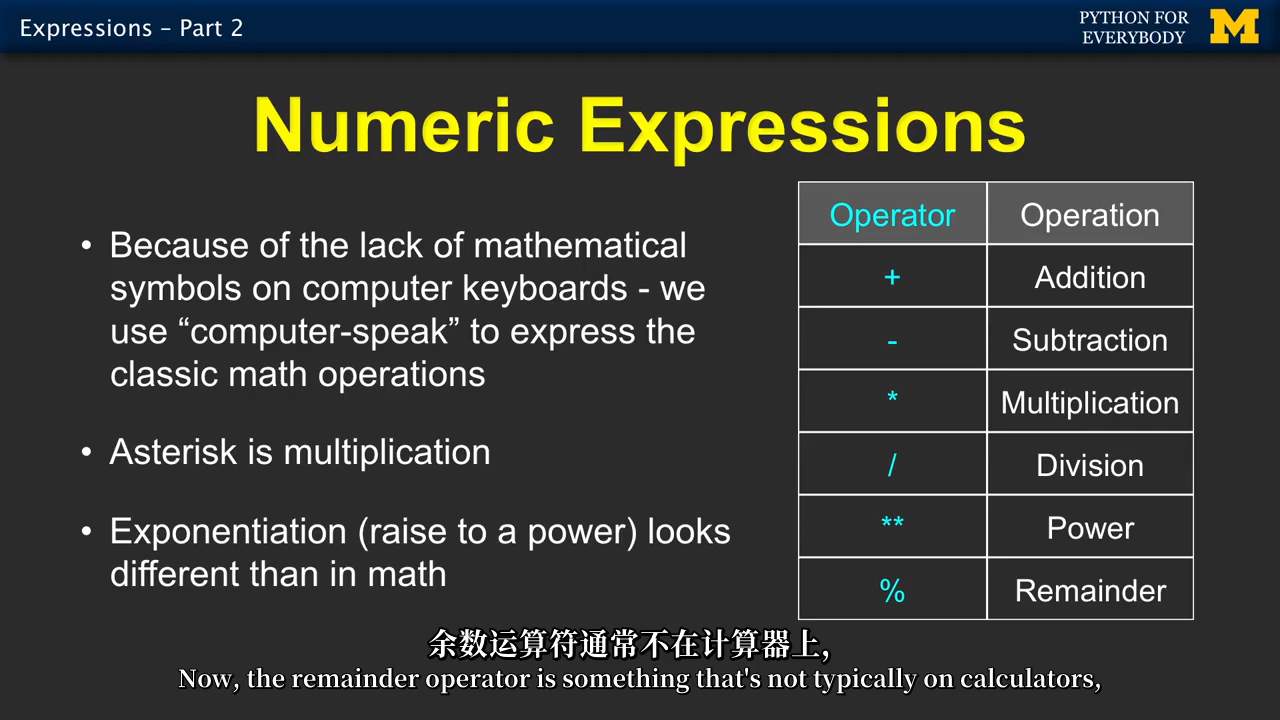 Expressions – Part 2
PYTHON FOR
EVERYBODY
M
Numeric Expressions
• Because of the lack of mathematical
symbols on computer keyboards - we
use “computer-speak” to express the
classic math operations
• Asterisk is multiplication
• Exponentiation (raise to a power) looks
different than in math
Operator Operation
+ Addition
- Subtraction
* Multiplication
/ Division
** Power
% Remainder
余数运算符通常不在计算器上,
Now, the remainder operator is something that's not typically on calculators,